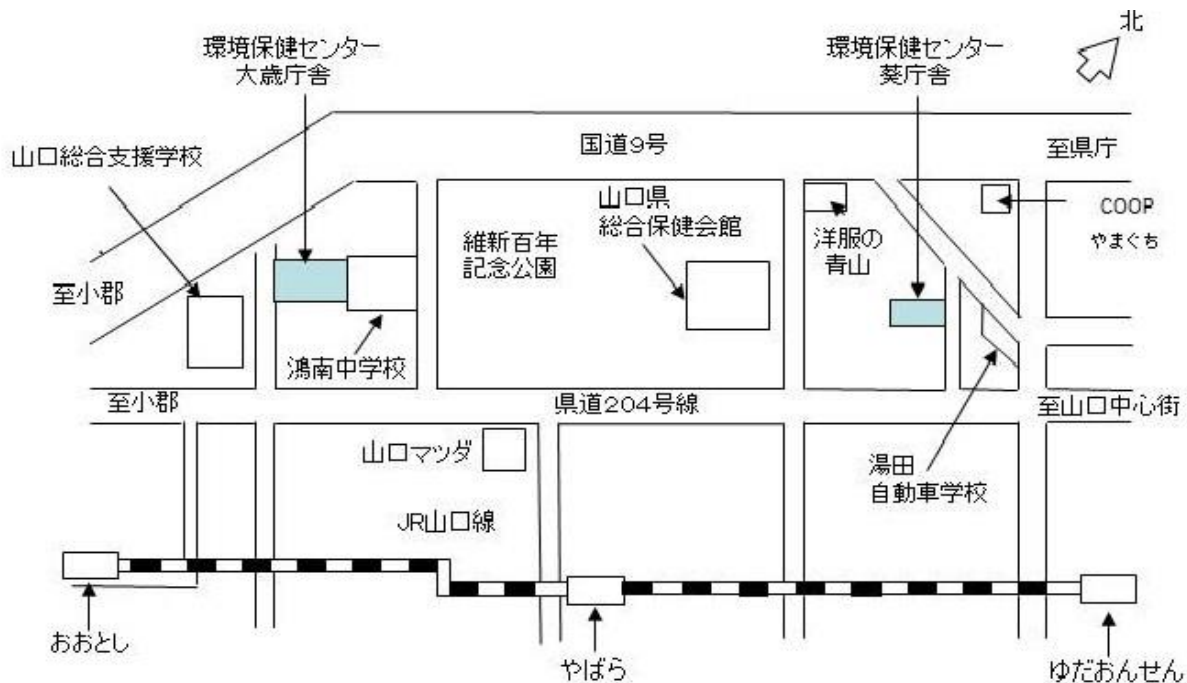 北
環境保健センター
大歳庁舎
環境保健センター
葵庁舎
国道9号
至県庁
山口総合支援学校
山口県
総合保健会館
COOP
やまぐち
維新百年
記念公園
洋服の
青山
至小郡
鴻南中学校
至小郡
県道204号線
至山口中心街
山口マツダ
湯田
自動車学校
JR山口線
おおとし
やばら
ゆだおんせん